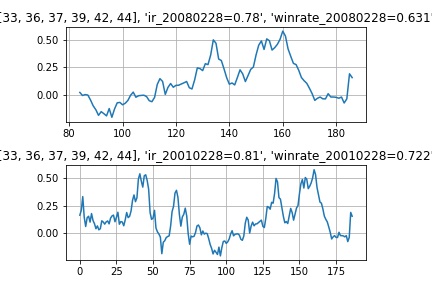 [33, 36, 37, 39, 42, 44], 'ir_20080228=0.78', 'winrate_20080228=0.631'
0.50
0.25
0.00
80 100 120 140 160 180
[33, 36, 37, 39, 42, 44], 'ir_20010228=0.81', 'winrate_20010228=0.722'
0.50
0.25
0.00
0 25 50 75 100 125 150 175